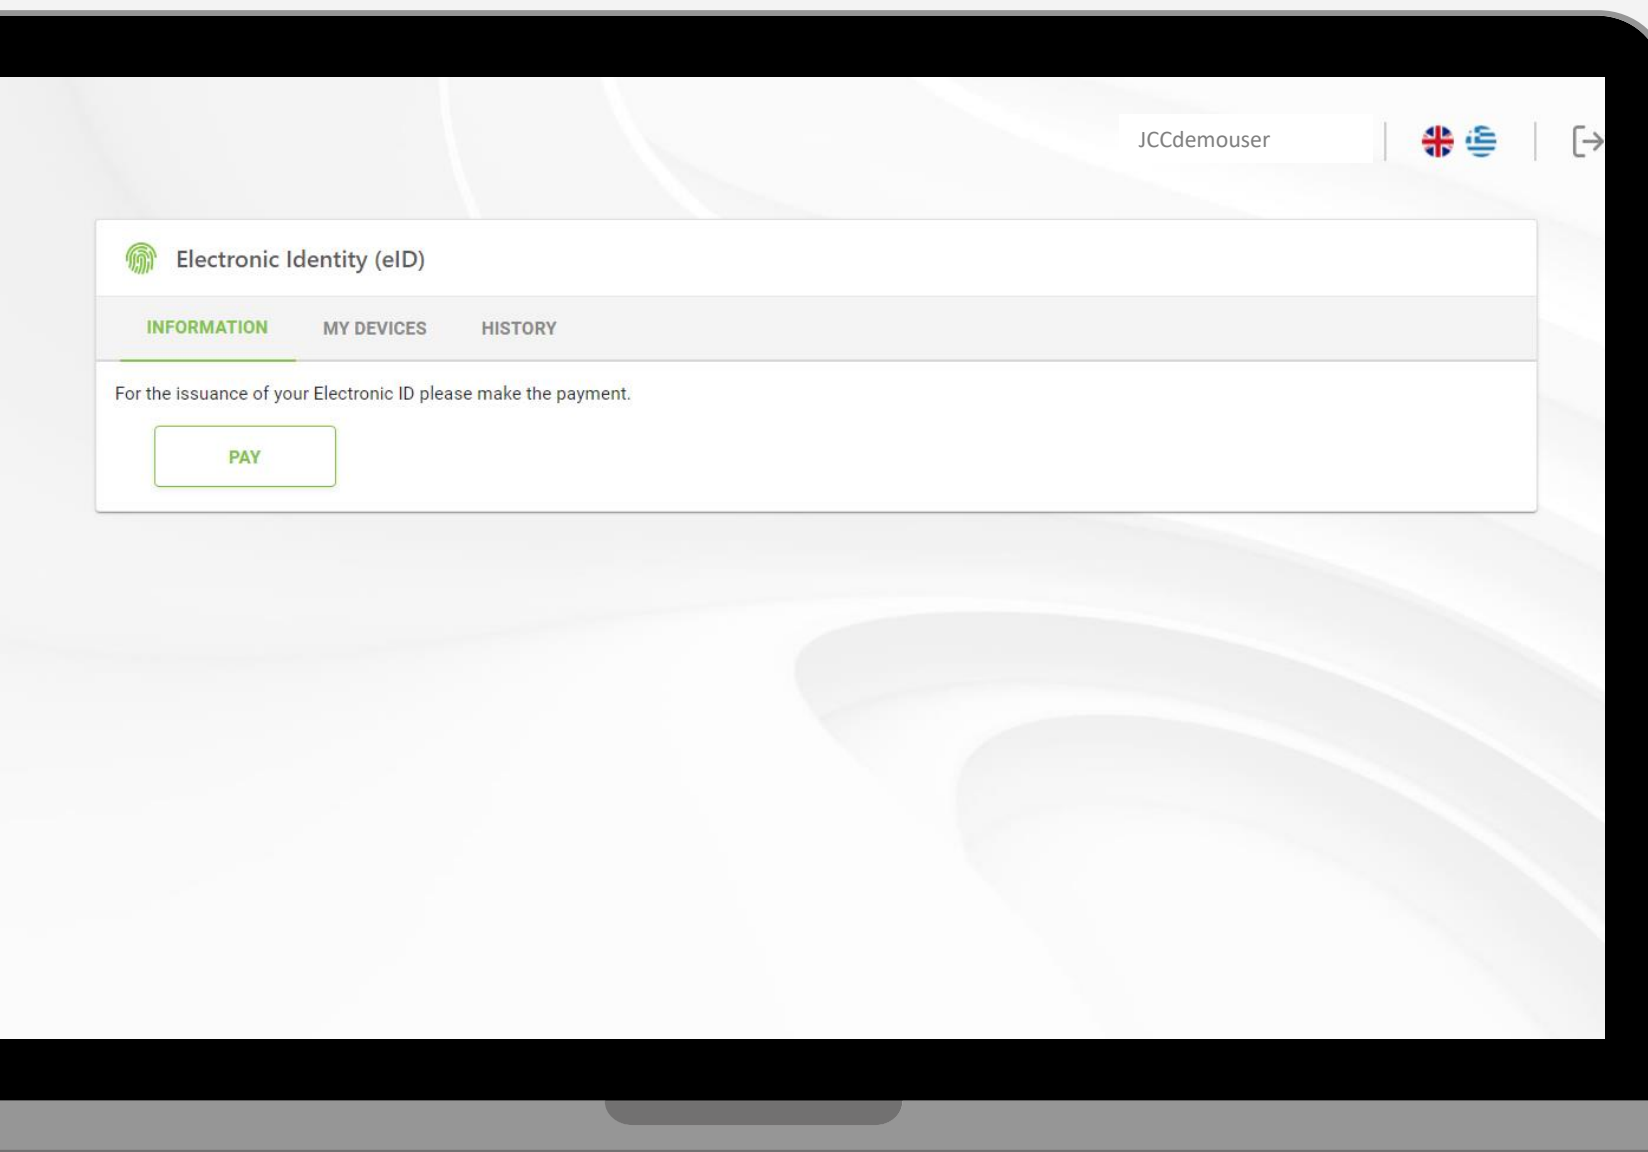 JCCdemouser
Electronic Identity (eID)
INFORMATION MY DEVICES HISTORY
For the issuance of your Electronic ID please make the payment.
PAY